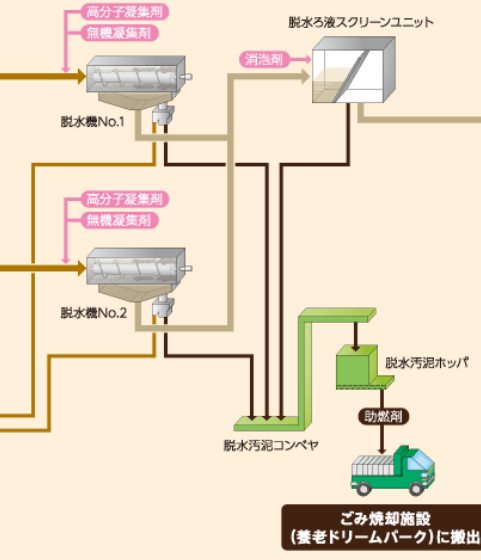 高分子凝集剤
無機凝集剤
脱水ろ液スクリーンユニット
消泡剤
脱水機No.1
高分子凝集剤
無機凝集剤
脱水機No.2
脱水汚泥ホッパ
助燃剤
脱水汚泥コンベヤ
ごみ焼却施設
（養老ドリームパーク）に搬出